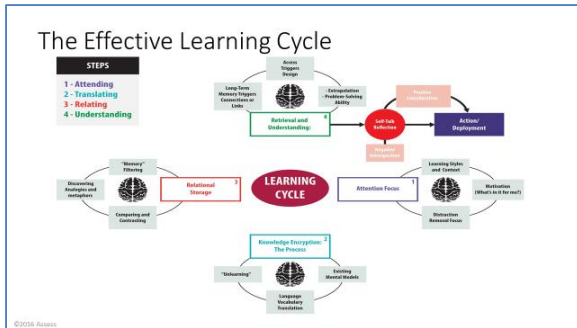 The Effective Learning Cycle
STEPS
1 - Attending
2 - Translating
3 - Relating
4 - Understanding
Access
Triggers
Design
Long-Term
Memory Triggers
Connections or
Links
- Extrapolation
- Problem-Solving
Ability
Retrieval and
Understanding:
4
Self-Talk
Reflection
Positive
Introspection
Negative
Introspection
Action/
Deployment
"Memory"
Filtering
Discovering
Analogies and
metaphors
Comparing and
Contrasting
Relational
Storage
3
LEARNING
CYCLE
Attention Focus
1
Learning Styles
and Context
Motivation
(What's in it for me?)
Distraction
Removal Focus
Knowledge Encryption:
The Process
2
"Unlearning"
Existing
Mental Models
Language
Vocabulary
Translation
©2016 Assess